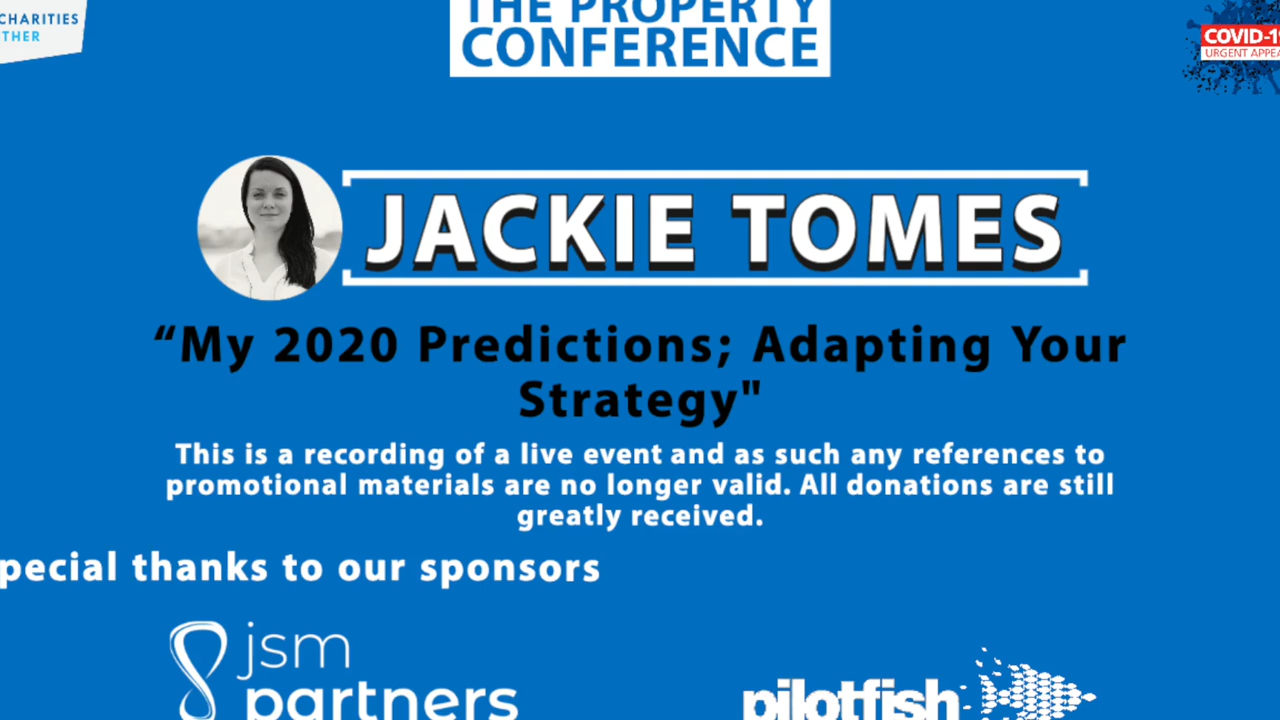 CHARITIES
THER
THE PROPERTY
CONFERENCE
COVID-19
URGENT APPEA
JACKIE TOMES
“My 2020 Predictions; Adapting Your
Strategy"
This is a recording of a live event and as such any references to
promotional materials are no longer valid. All donations are still
greatly received.
pecial thanks to our sponsors
jsm
partners
pilotfish